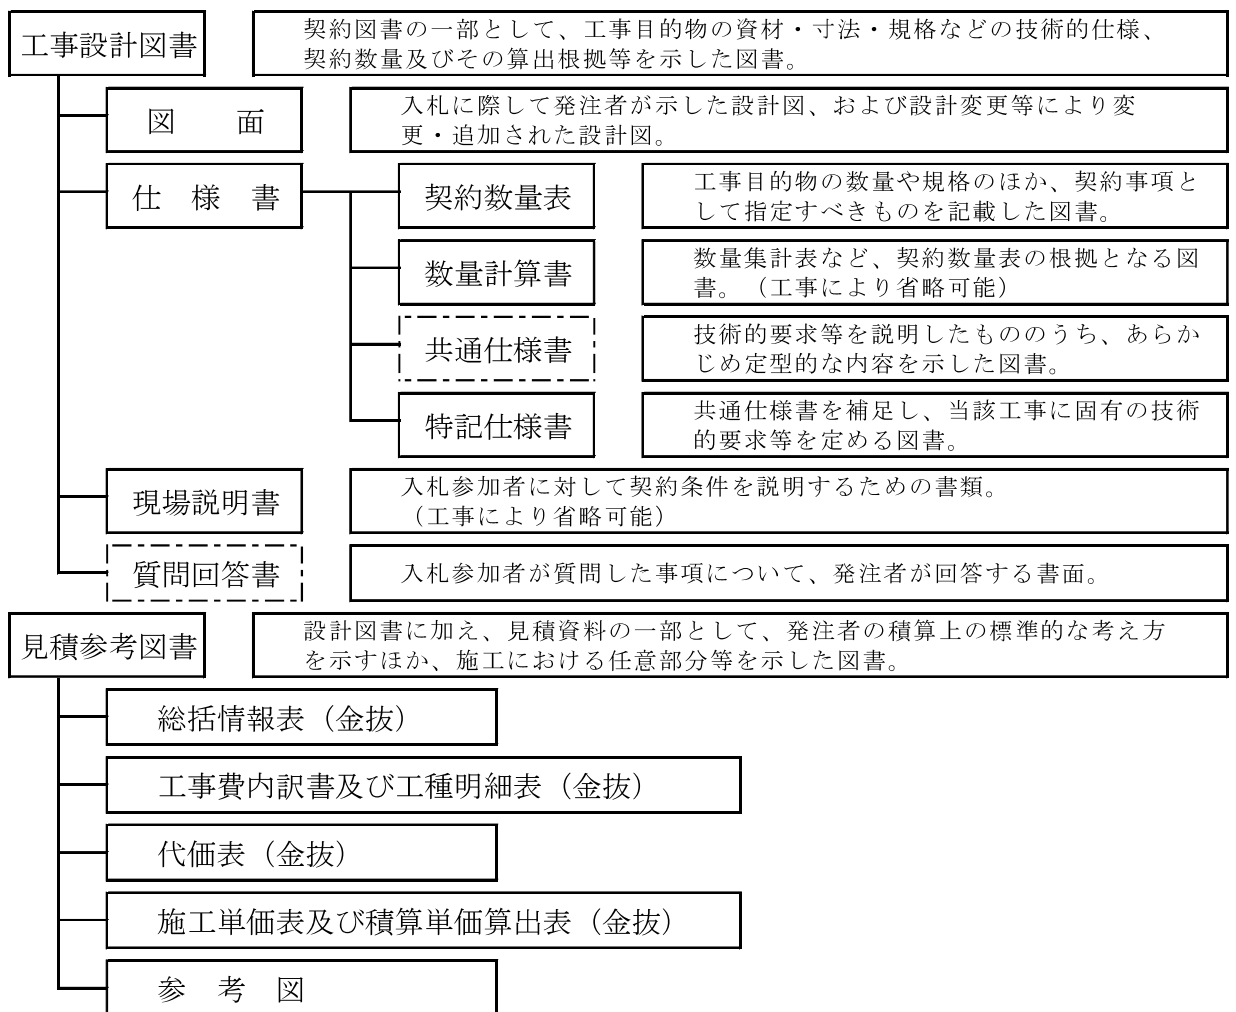 工事設計図書
契約図書の一部として、工事目的物の資材・寸法・規格などの技術的仕様、
契約数量及びその算出根拠等を示した図書。
図　　面
入札に際して発注者が示した設計図、および設計変更等により変
更・追加された設計図。
仕　様　書
契約数量表
工事目的物の数量や規格のほか、契約事項と
して指定すべきものを記載した図書。
数量計算書
数量集計表など、契約数量表の根拠となる図
書。（工事により省略可能）
共通仕様書
技術的要求等を説明したもののうち、あらか
じめ定型的な内容を示した図書。
特記仕様書
共通仕様書を補足し、当該工事に固有の技術
的要求等を定める図書。
現場説明書
入札参加者に対して契約条件を説明するための書類。
（工事により省略可能）
質問回答書
入札参加者が質問した事項について、発注者が回答する書面。
見積参考図書
設計図書に加え、見積資料の一部として、発注者の積算上の標準的な考え方
を示すほか、施工における任意部分等を示した図書。
総括情報表（金抜）
工事費内訳書及び工種明細表（金抜）
代価表（金抜）
施工単価表及び積算単価算出表（金抜）
参　考　図